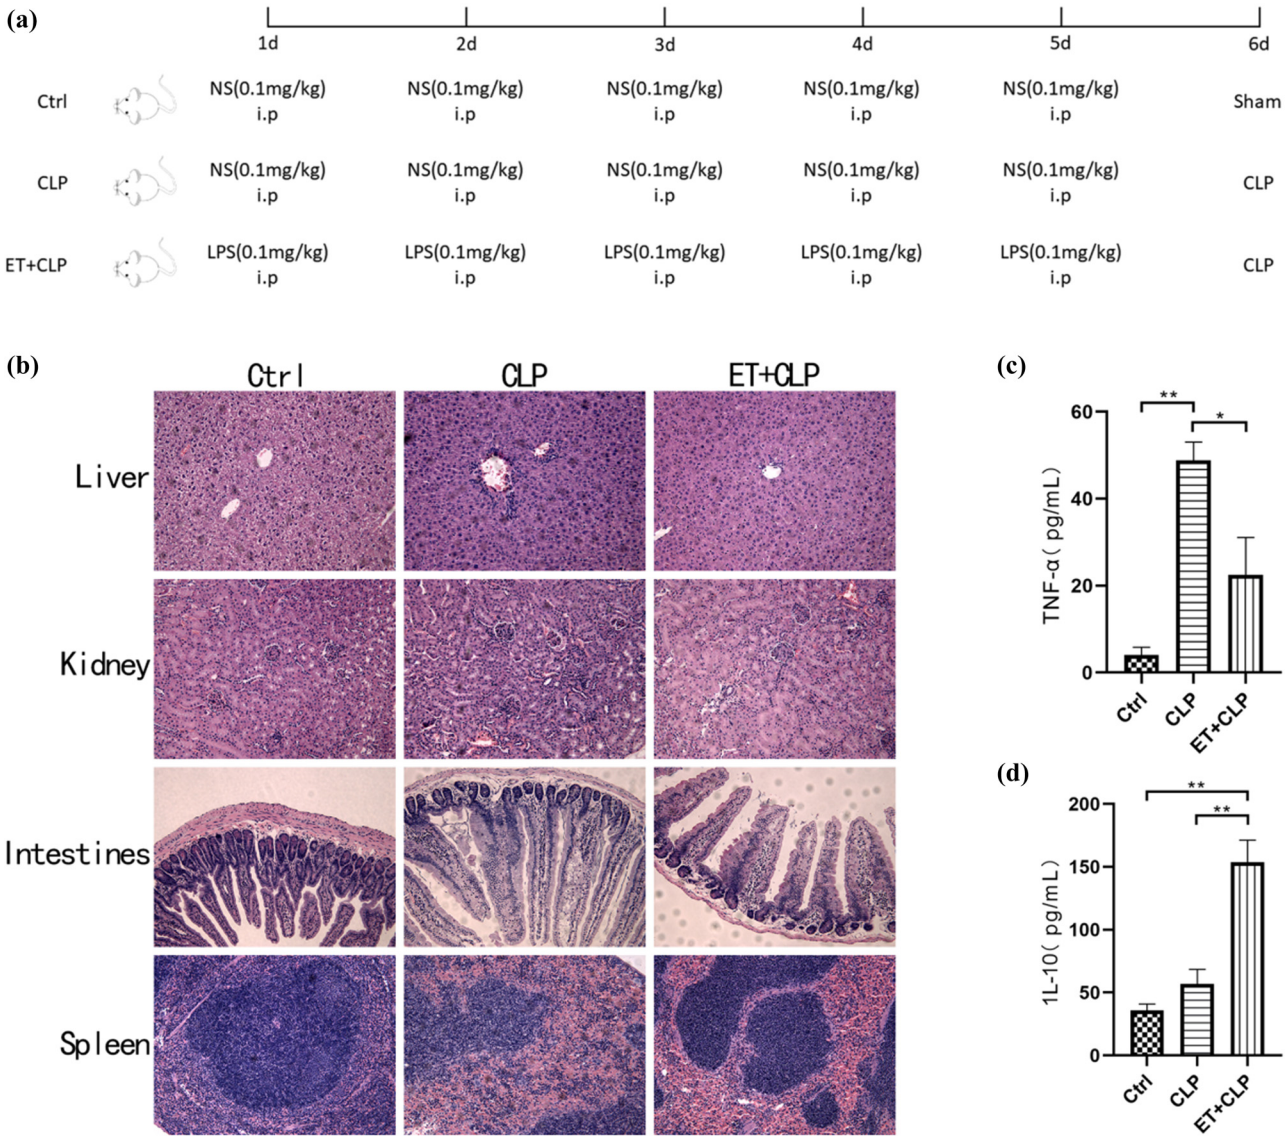 (a)
1d 2d 3d 4d 5d 6d
Ctrl NS(0.1mg/kg) NS(0.1mg/kg) NS(0.1mg/kg) NS(0.1mg/kg) NS(0.1mg/kg) Sham
i.p i.p i.p i.p i.p
CLP NS(0.1mg/kg) NS(0.1mg/kg) NS(0.1mg/kg) NS(0.1mg/kg) NS(0.1mg/kg) CLP
i.p i.p i.p i.p i.p
ET+CLP LPS(0.1mg/kg) LPS(0.1mg/kg) LPS(0.1mg/kg) LPS(0.1mg/kg) LPS(0.1mg/kg) CLP
i.p i.p i.p i.p i.p
(b)
Ctrl CLP ET+CLP
Liver
Kidney
Intestines
Spleen
(c)
** *
60
40
20
0
TNF-α( pg/mL)
Ctrl CLP ET+CLP
(d)
**
**
200
150
100
50
0
1L-10( pg/mL)
Ctrl CLP ET+CLP